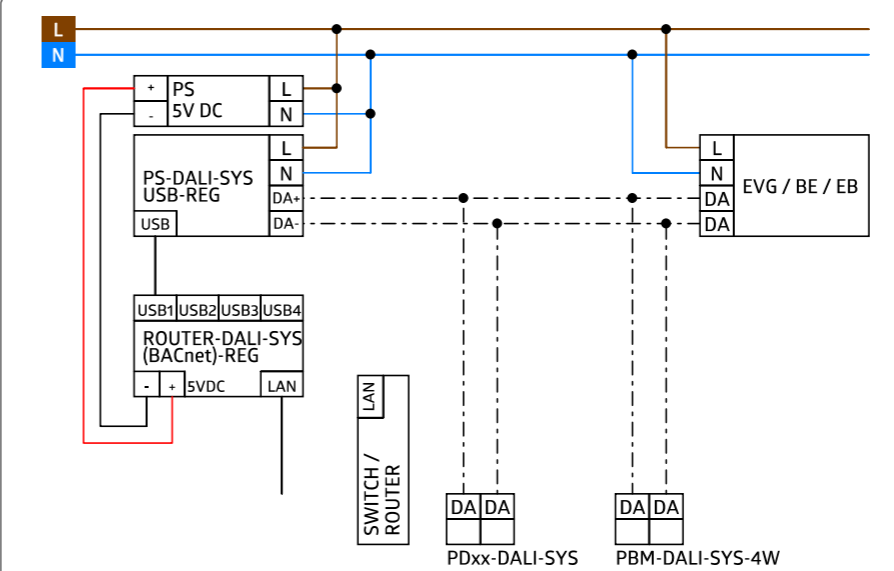 L
N
+ PS L
- 5V DC N
L
PS-DALI-SYS N
USB-REG DA+
USB DA-
L
N
DA
DA
EVG / BE / EB
USB1 USB2 USB3 USB4
ROUTER-DALI-SYS
(BACnet)-REG
- + 5VDC LAN
LAN
SWITCH /
ROUTER
DA DA
PDxx-DALI-SYS
DA DA
PBM-DALI-SYS-4W